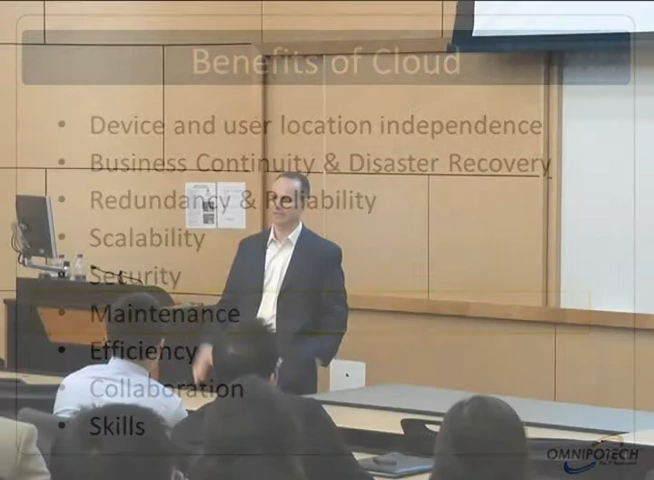 Benefits of Cloud
• Device and user location independence
• Business Continuity & Disaster Recovery
• Redundancy & Reliability
• Scalability
• Security
• Maintenance
• Efficiency
• Collaboration
• Skills
OMNIPOTECH